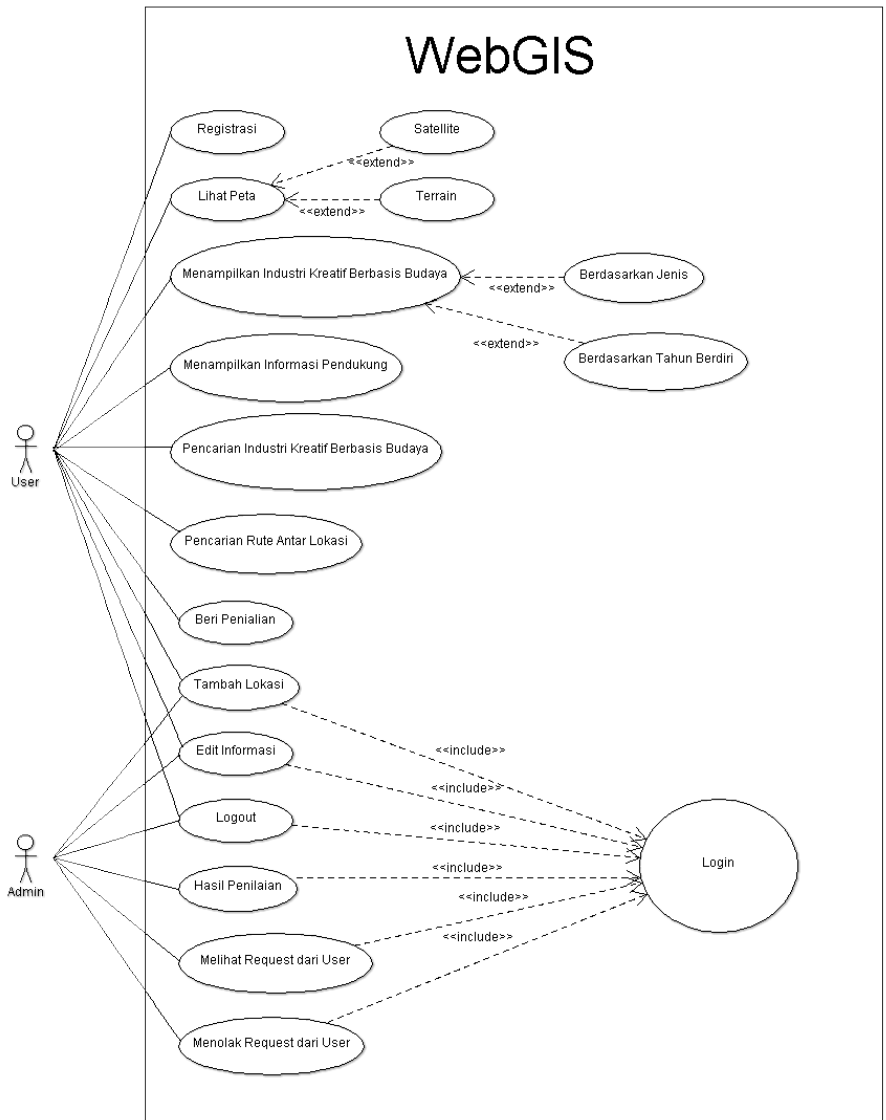 WebGIS
Registrasi
Satellite
<<extend>>
Lihat Peta
Terrain
<<extend>>
Menampilkan Industri Kreatif Berbasis Budaya
Berdasarkan Jenis
<<extend>>
<<extend>>
Berdasarkan Tahun Berdiri
Menampilkan Informasi Pendukung
Pencarian Industri Kreatif Berbasis Budaya
User
Pencarian Rute Antar Lokasi
Beri Penialian
Tambah Lokasi
<<include>>
Edit Informasi
<<include>>
Logout
<<include>>
Login
<<include>>
Hasil Penilaian
Admin
<<include>>
<<include>>
Melihat Request dari User
Menolak Request dari User